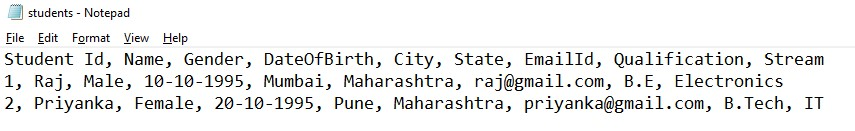 students - Notepad
File Edit Format View Help
Student Id, Name, Gender, DateOfBirth, City, State, EmailId, Qualification, Stream
1, Raj, Male, 10-10-1995, Mumbai, Maharashtra, raj@gmail.com, B.E, Electronics
2, Priyanka, Female, 20-10-1995, Pune, Maharashtra, priyanka@gmail.com, B.Tech, IT